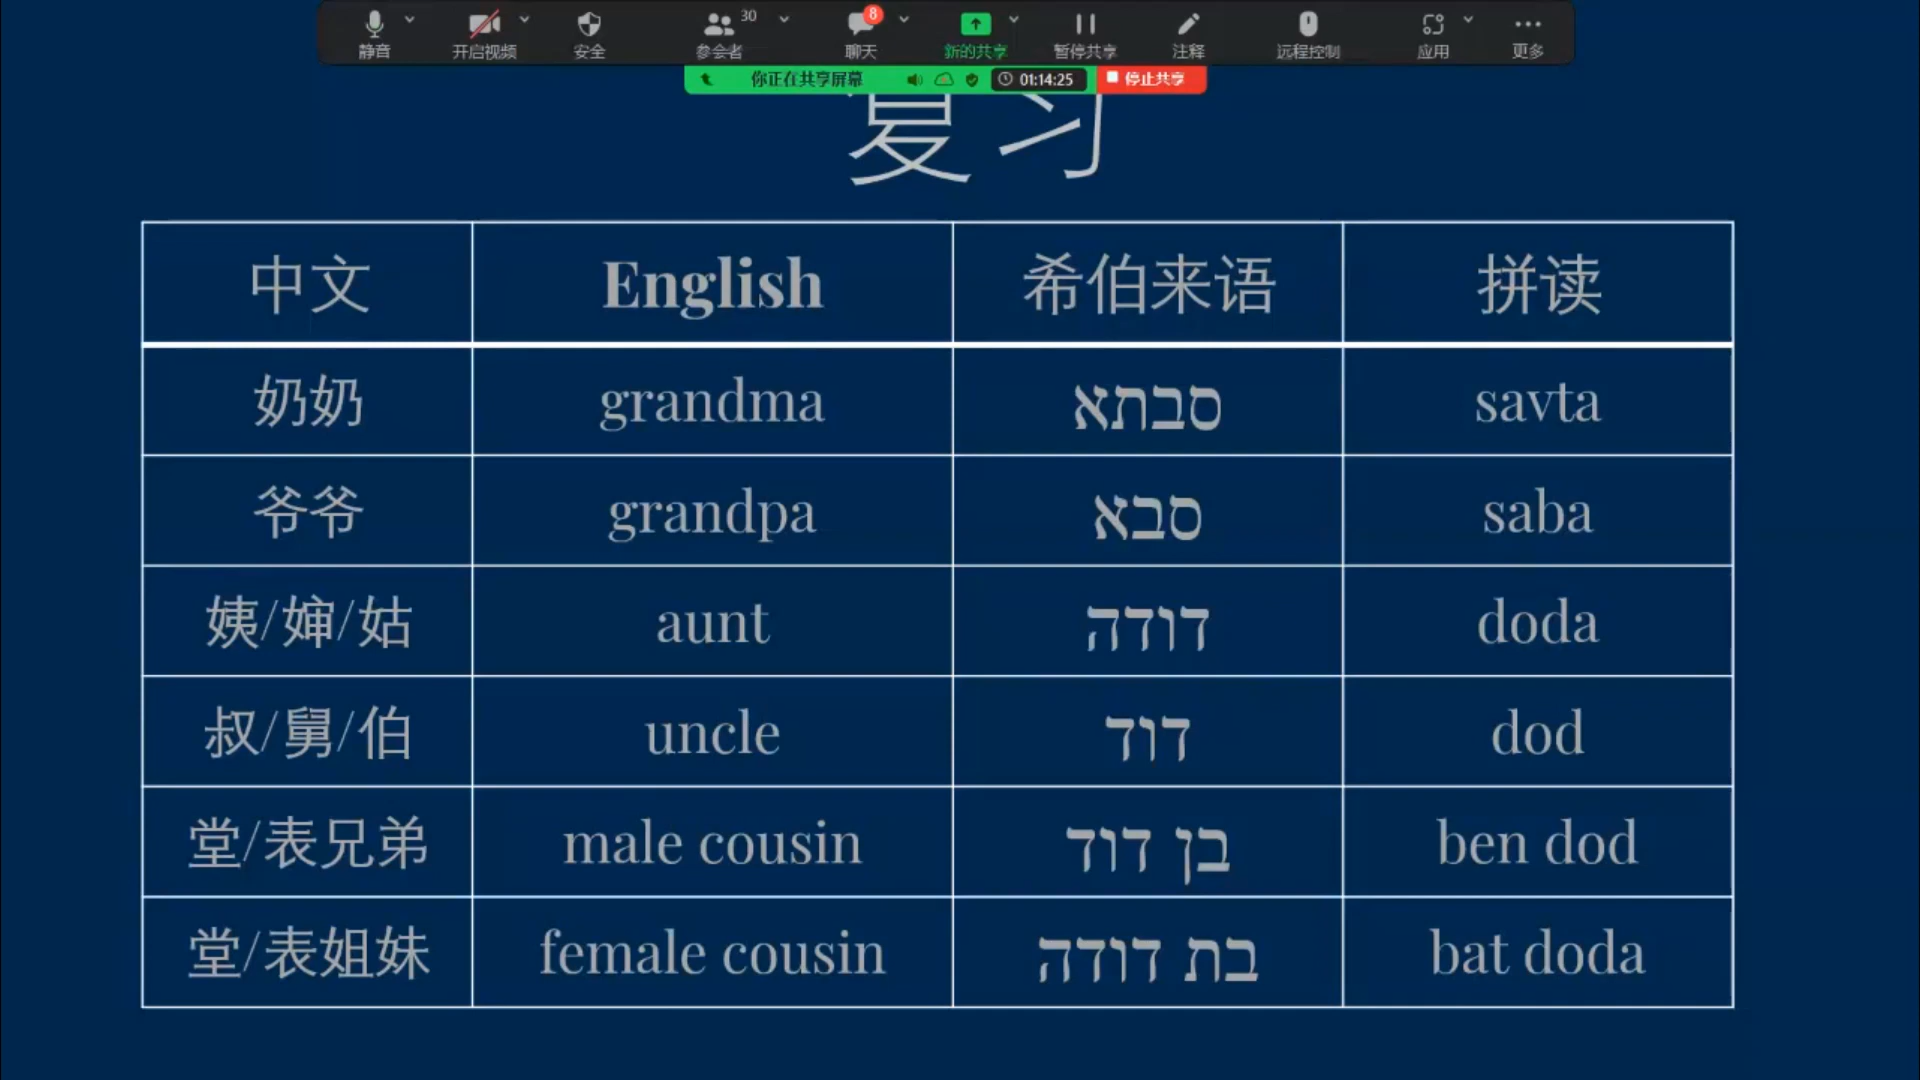 静音 开启视频 安全 参会者 30 聊天 8 新的共享 暂停共享 注释 远程控制 应用 更多
你正在共享屏幕 01:14:25 停止共享
复习
中文 English 希伯来语 拼读
奶奶 grandma סבתא savta
爷爷 grandpa סבא saba
姨/婶/姑 aunt דודה doda
叔/舅/伯 uncle דוד dod
堂/表兄弟 male cousin בן דוד ben dod
堂/表姐妹 female cousin בת דודה bat doda